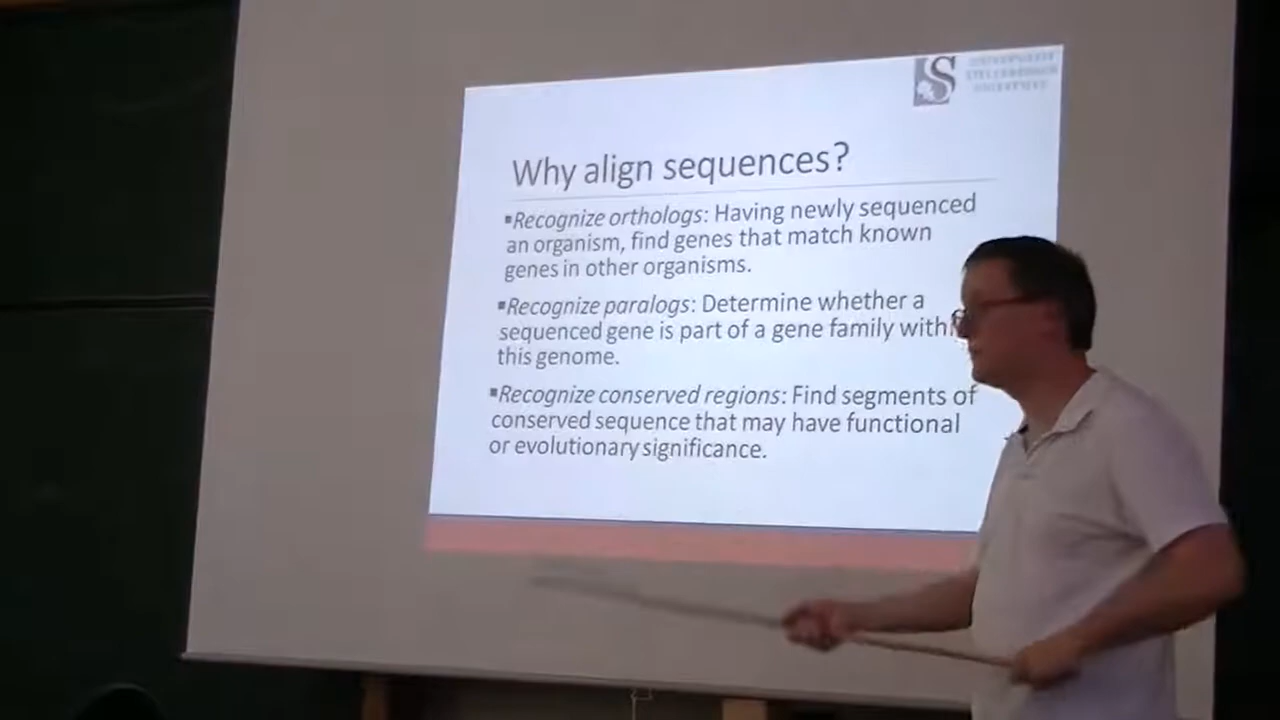 S
Why align sequences?
▪Recognize orthologs: Having newly sequenced
an organism, find genes that match known
genes in other organisms.
▪Recognize paralogs: Determine whether a
sequenced gene is part of a gene family with
this genome.
▪Recognize conserved regions: Find segments of
conserved sequence that may have functional
or evolutionary significance.